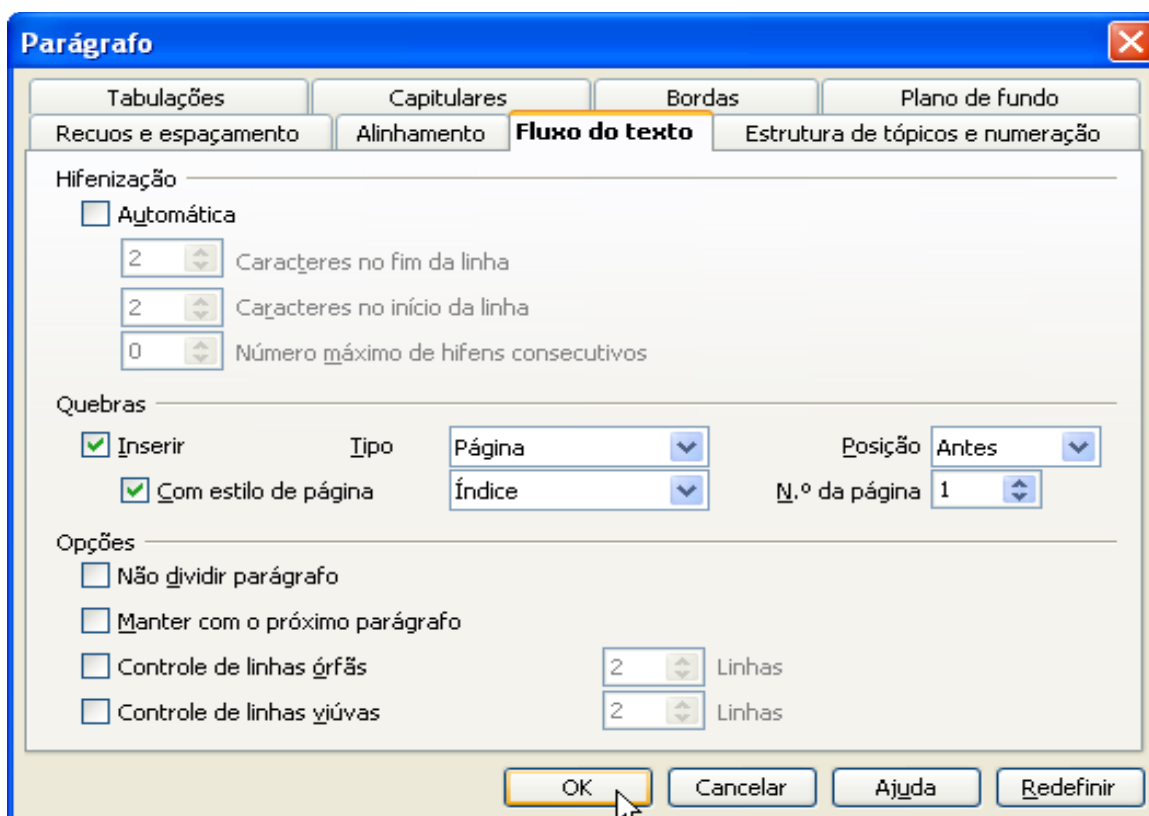 Parágrafo
Tabulações Capitulares Bordas Plano de fundo
Recuos e espaçamento Alinhamento Fluxo do texto Estrutura de tópicos e numeração
Hifenização
Automática
2 Caracteres no fim da linha
2 Caracteres no início da linha
0 Número máximo de hifens consecutivos
Quebras
Inserir Tipo Página Posição Antes
Com estilo de página Índice N.º da página 1
Opções
Não dividir parágrafo
Manter com o próximo parágrafo
Controle de linhas órfãs 2 Linhas
Controle de linhas viúvas 2 Linhas
OK Cancelar Ajuda Redefinir